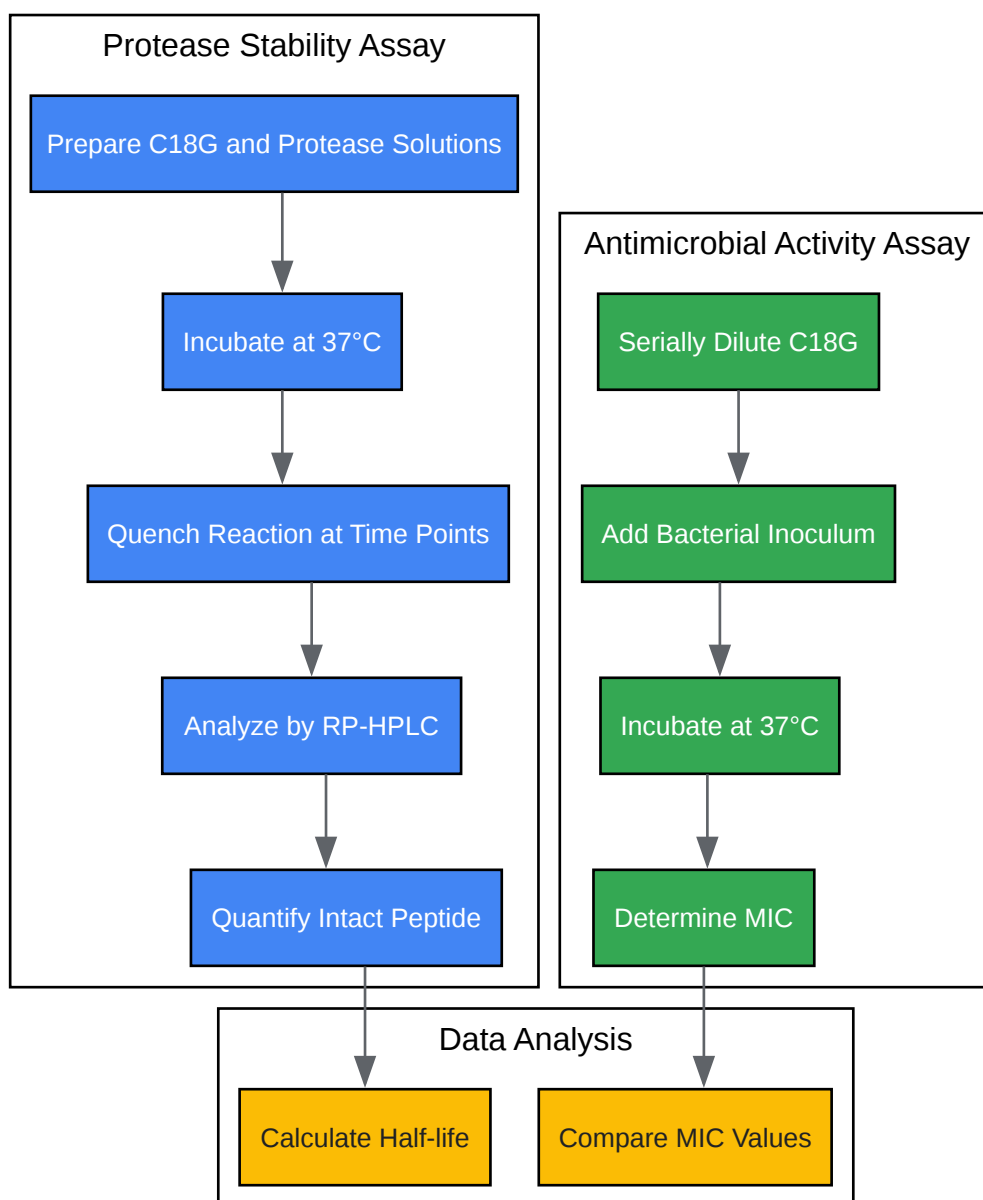 Protease Stability Assay
Prepare C18G and Protease Solutions
Incubate at 37°C
Quench Reaction at Time Points
Analyze by RP-HPLC
Quantify Intact Peptide
Antimicrobial Activity Assay
Serially Dilute C18G
Add Bacterial Inoculum
Incubate at 37°C
Determine MIC
Data Analysis
Calculate Half-life
Compare MIC Values